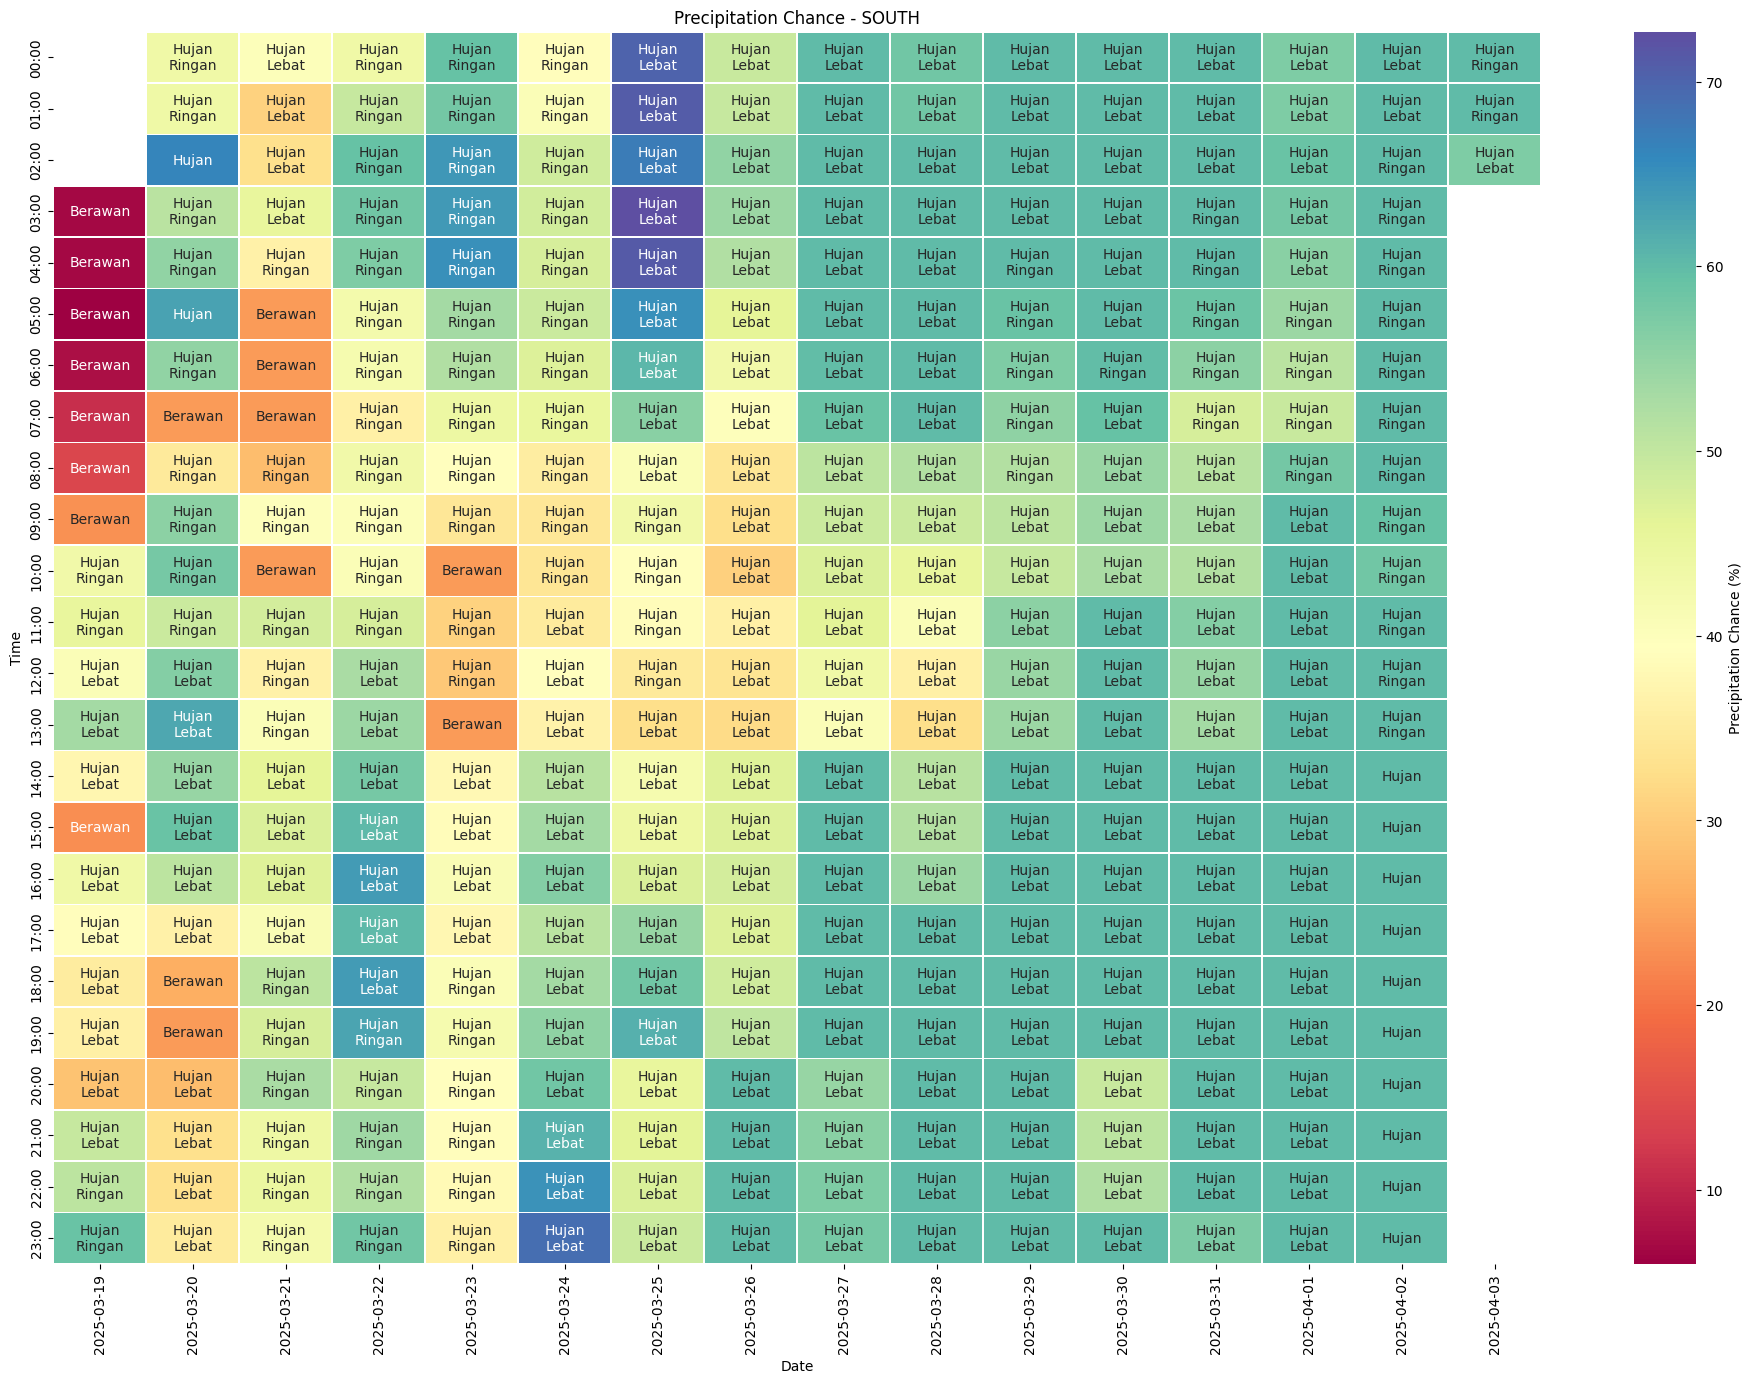 Precipitation Chance - SOUTH
00:00 Hujan Ringan Hujan Lebat Hujan Ringan Hujan Ringan Hujan Ringan Hujan Lebat Hujan Lebat Hujan Lebat Hujan Lebat Hujan Lebat Hujan Lebat Hujan Lebat Hujan Lebat Hujan Lebat Hujan Ringan
01:00 Hujan Ringan Hujan Lebat Hujan Ringan Hujan Ringan Hujan Ringan Hujan Lebat Hujan Lebat Hujan Lebat Hujan Lebat Hujan Lebat Hujan Lebat Hujan Lebat Hujan Lebat Hujan Lebat Hujan Ringan
02:00 Hujan Hujan Lebat Hujan Ringan Hujan Ringan Hujan Ringan Hujan Lebat Hujan Lebat Hujan Lebat Hujan Lebat Hujan Lebat Hujan Lebat Hujan Lebat Hujan Lebat Hujan Ringan Hujan Lebat
03:00 Berawan Hujan Ringan Hujan Lebat Hujan Ringan Hujan Ringan Hujan Ringan Hujan Lebat Hujan Lebat Hujan Lebat Hujan Lebat Hujan Lebat Hujan Lebat Hujan Ringan Hujan Lebat Hujan Ringan
04:00 Berawan Hujan Ringan Hujan Ringan Hujan Ringan Hujan Ringan Hujan Ringan Hujan Lebat Hujan Lebat Hujan Lebat Hujan Lebat Hujan Ringan Hujan Lebat Hujan Ringan Hujan Lebat Hujan Ringan
05:00 Berawan Hujan Berawan Hujan Ringan Hujan Ringan Hujan Ringan Hujan Lebat Hujan Lebat Hujan Lebat Hujan Lebat Hujan Ringan Hujan Lebat Hujan Ringan Hujan Ringan Hujan Ringan
06:00 Berawan Hujan Ringan Berawan Hujan Ringan Hujan Ringan Hujan Ringan Hujan Lebat Hujan Lebat Hujan Lebat Hujan Lebat Hujan Ringan Hujan Ringan Hujan Ringan Hujan Ringan Hujan Ringan
07:00 Berawan Berawan Berawan Hujan Ringan Hujan Ringan Hujan Ringan Hujan Lebat Hujan Lebat Hujan Lebat Hujan Lebat Hujan Ringan Hujan Lebat Hujan Ringan Hujan Ringan Hujan Ringan
08:00 Berawan Hujan Ringan Hujan Ringan Hujan Ringan Hujan Ringan Hujan Ringan Hujan Lebat Hujan Lebat Hujan Lebat Hujan Lebat Hujan Ringan Hujan Lebat Hujan Lebat Hujan Ringan Hujan Ringan
09:00 Berawan Hujan Ringan Hujan Ringan Hujan Ringan Hujan Ringan Hujan Ringan Hujan Ringan Hujan Lebat Hujan Lebat Hujan Lebat Hujan Lebat Hujan Lebat Hujan Lebat Hujan Lebat Hujan Ringan
10:00 Hujan Ringan Hujan Ringan Berawan Hujan Ringan Berawan Hujan Ringan Hujan Ringan Hujan Lebat Hujan Lebat Hujan Lebat Hujan Lebat Hujan Lebat Hujan Lebat Hujan Lebat Hujan Ringan
11:00 Hujan Ringan Hujan Ringan Hujan Ringan Hujan Ringan Hujan Ringan Hujan Lebat Hujan Ringan Hujan Lebat Hujan Lebat Hujan Lebat Hujan Lebat Hujan Lebat Hujan Lebat Hujan Lebat Hujan Ringan
12:00 Hujan Lebat Hujan Lebat Hujan Ringan Hujan Lebat Hujan Ringan Hujan Lebat Hujan Ringan Hujan Lebat Hujan Lebat Hujan Lebat Hujan Lebat Hujan Lebat Hujan Lebat Hujan Lebat Hujan Ringan
13:00 Hujan Lebat Hujan Lebat Hujan Ringan Hujan Lebat Berawan Hujan Lebat Hujan Lebat Hujan Lebat Hujan Lebat Hujan Lebat Hujan Lebat Hujan Lebat Hujan Lebat Hujan Lebat Hujan Ringan
14:00 Hujan Lebat Hujan Lebat Hujan Lebat Hujan Lebat Hujan Lebat Hujan Lebat Hujan Lebat Hujan Lebat Hujan Lebat Hujan Lebat Hujan Lebat Hujan Lebat Hujan Lebat Hujan Lebat Hujan
15:00 Berawan Hujan Lebat Hujan Lebat Hujan Lebat Hujan Lebat Hujan Lebat Hujan Lebat Hujan Lebat Hujan Lebat Hujan Lebat Hujan Lebat Hujan Lebat Hujan Lebat Hujan Lebat Hujan
16:00 Hujan Lebat Hujan Lebat Hujan Lebat Hujan Lebat Hujan Lebat Hujan Lebat Hujan Lebat Hujan Lebat Hujan Lebat Hujan Lebat Hujan Lebat Hujan Lebat Hujan Lebat Hujan Lebat Hujan
17:00 Hujan Lebat Hujan Lebat Hujan Lebat Hujan Lebat Hujan Lebat Hujan Lebat Hujan Lebat Hujan Lebat Hujan Lebat Hujan Lebat Hujan Lebat Hujan Lebat Hujan Lebat Hujan Lebat Hujan
18:00 Hujan Lebat Berawan Hujan Ringan Hujan Lebat Hujan Ringan Hujan Lebat Hujan Lebat Hujan Lebat Hujan Lebat Hujan Lebat Hujan Lebat Hujan Lebat Hujan Lebat Hujan Lebat Hujan
19:00 Hujan Lebat Berawan Hujan Ringan Hujan Ringan Hujan Ringan Hujan Lebat Hujan Lebat Hujan Lebat Hujan Lebat Hujan Lebat Hujan Lebat Hujan Lebat Hujan Lebat Hujan Lebat Hujan
20:00 Hujan Lebat Hujan Lebat Hujan Ringan Hujan Ringan Hujan Ringan Hujan Lebat Hujan Lebat Hujan Lebat Hujan Lebat Hujan Lebat Hujan Lebat Hujan Lebat Hujan Lebat Hujan Lebat Hujan
21:00 Hujan Lebat Hujan Lebat Hujan Ringan Hujan Ringan Hujan Ringan Hujan Lebat Hujan Lebat Hujan Lebat Hujan Lebat Hujan Lebat Hujan Lebat Hujan Lebat Hujan Lebat Hujan Lebat Hujan
22:00 Hujan Ringan Hujan Lebat Hujan Ringan Hujan Ringan Hujan Ringan Hujan Lebat Hujan Lebat Hujan Lebat Hujan Lebat Hujan Lebat Hujan Lebat Hujan Lebat Hujan Lebat Hujan Lebat Hujan
23:00 Hujan Ringan Hujan Lebat Hujan Ringan Hujan Ringan Hujan Ringan Hujan Lebat Hujan Lebat Hujan Lebat Hujan Lebat Hujan Lebat Hujan Lebat Hujan Lebat Hujan Lebat Hujan Lebat Hujan
Time
2025-03-19 2025-03-20 2025-03-21 2025-03-22 2025-03-23 2025-03-24 2025-03-25 2025-03-26 2025-03-27 2025-03-28 2025-03-29 2025-03-30 2025-03-31 2025-04-01 2025-04-02 2025-04-03
Date
70
60
50
40
30
20
10
Precipitation Chance (%)